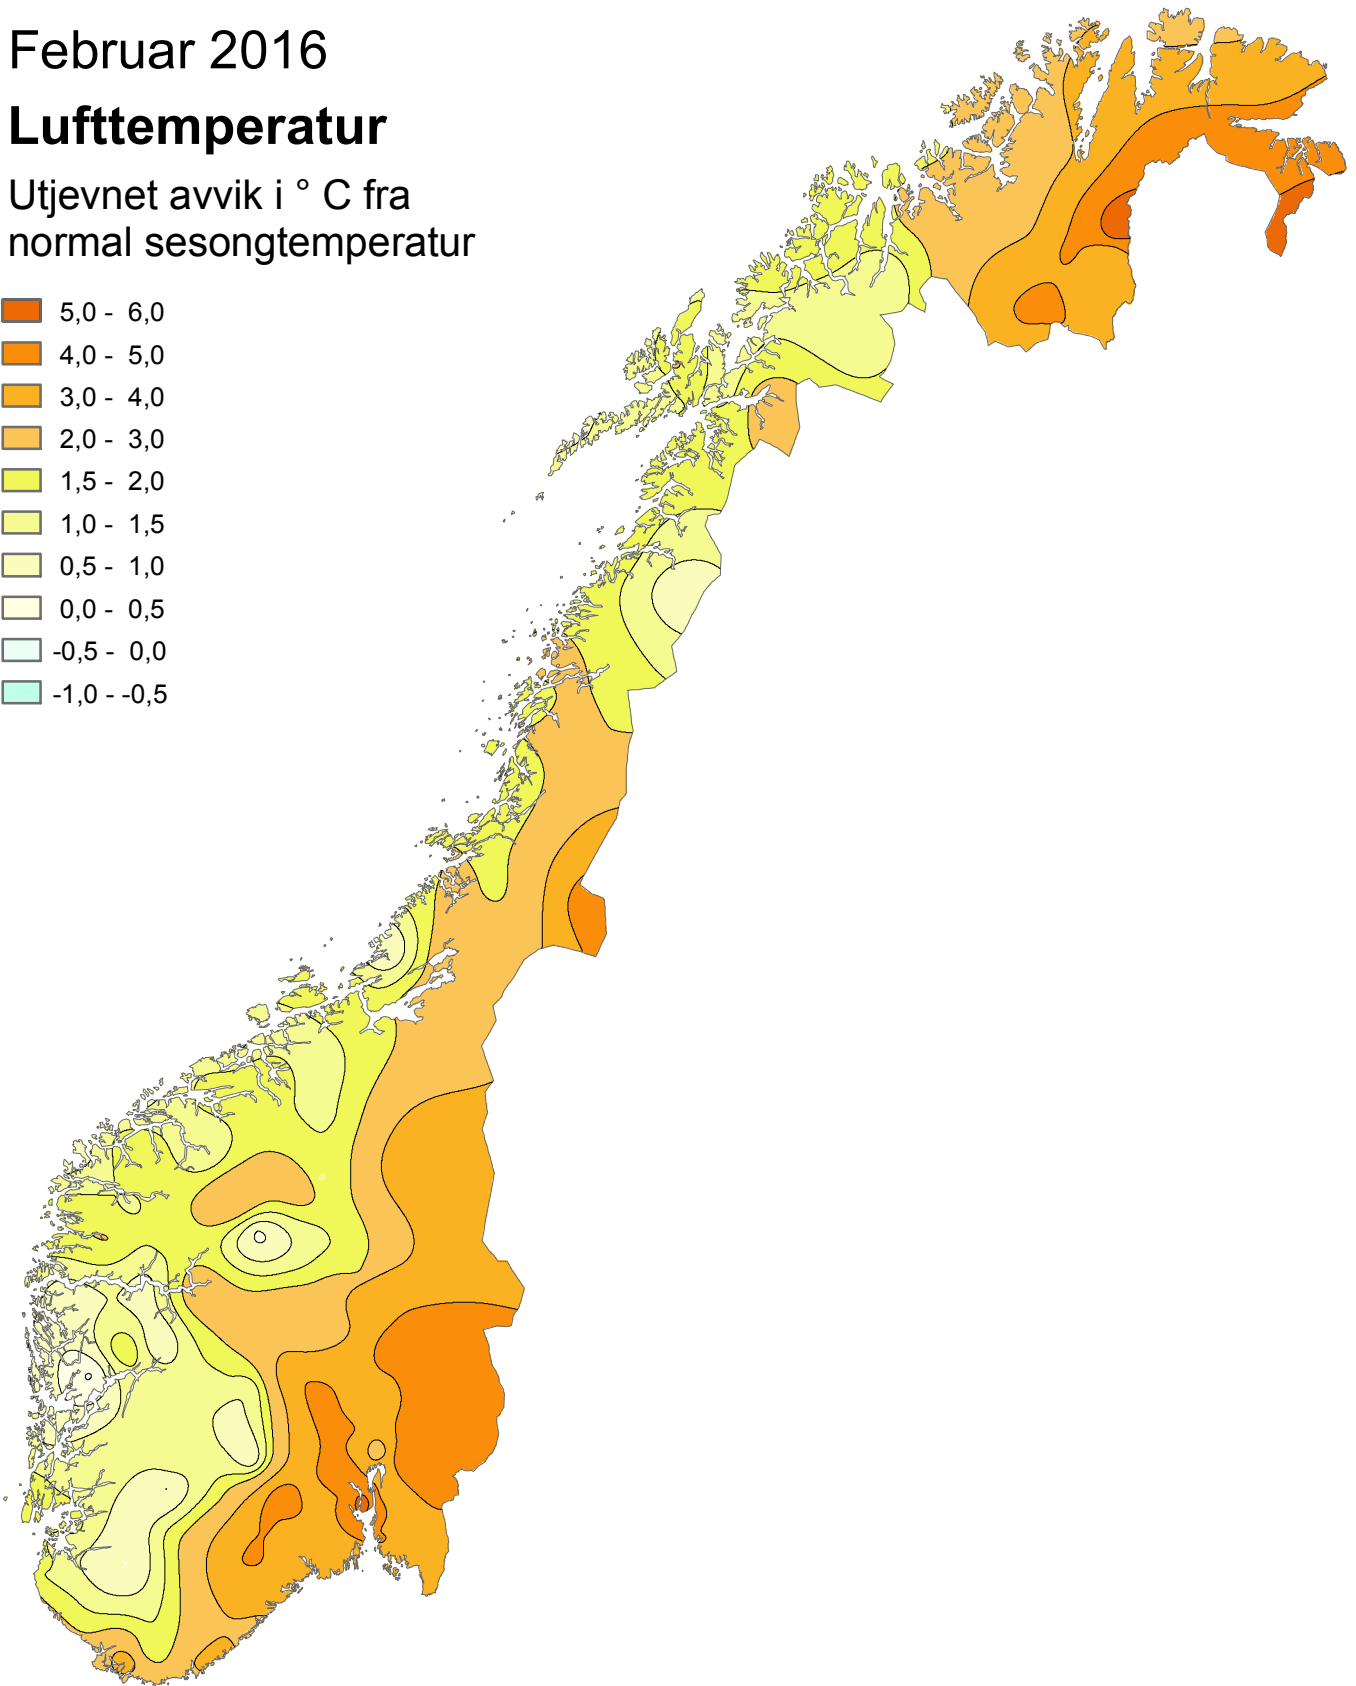 Februar 2016
Lufttemperatur
Utjevnet avvik i ° C fra
normal sesongtemperatur
5,0 - 6,0
4,0 - 5,0
3,0 - 4,0
2,0 - 3,0
1,5 - 2,0
1,0 - 1,5
0,5 - 1,0
0,0 - 0,5
-0,5 - 0,0
-1,0 - -0,5